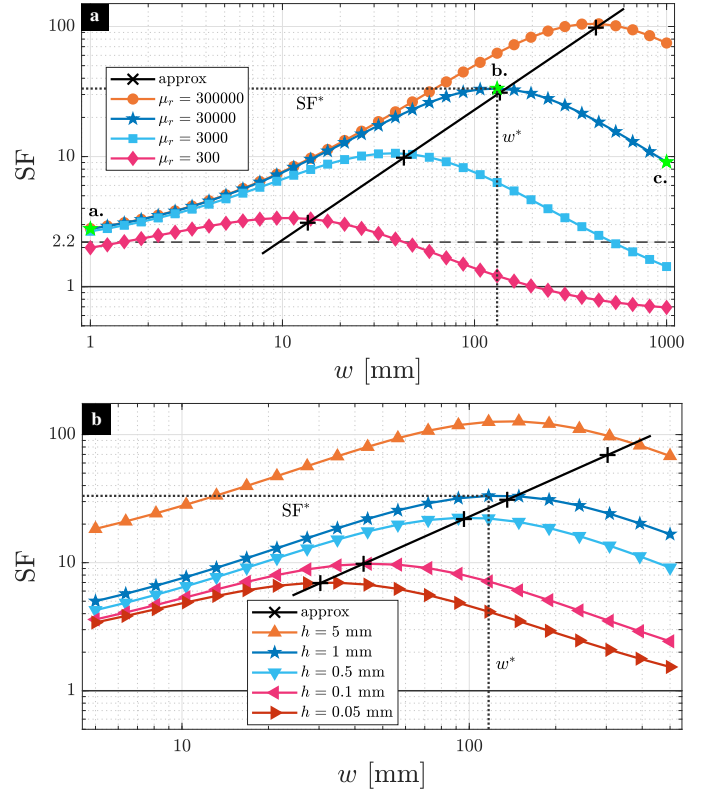 a
100
10
2.2
1
SF
approx
μr = 300000
μr = 30000
μr = 3000
μr = 300
SF*
a.
b.
c.
w*
1 10 100 1000
w [mm]
b
100
10
1
SF
SF*
approx
h = 5 mm
h = 1 mm
h = 0.5 mm
h = 0.1 mm
h = 0.05 mm
w*
10 100
w [mm]